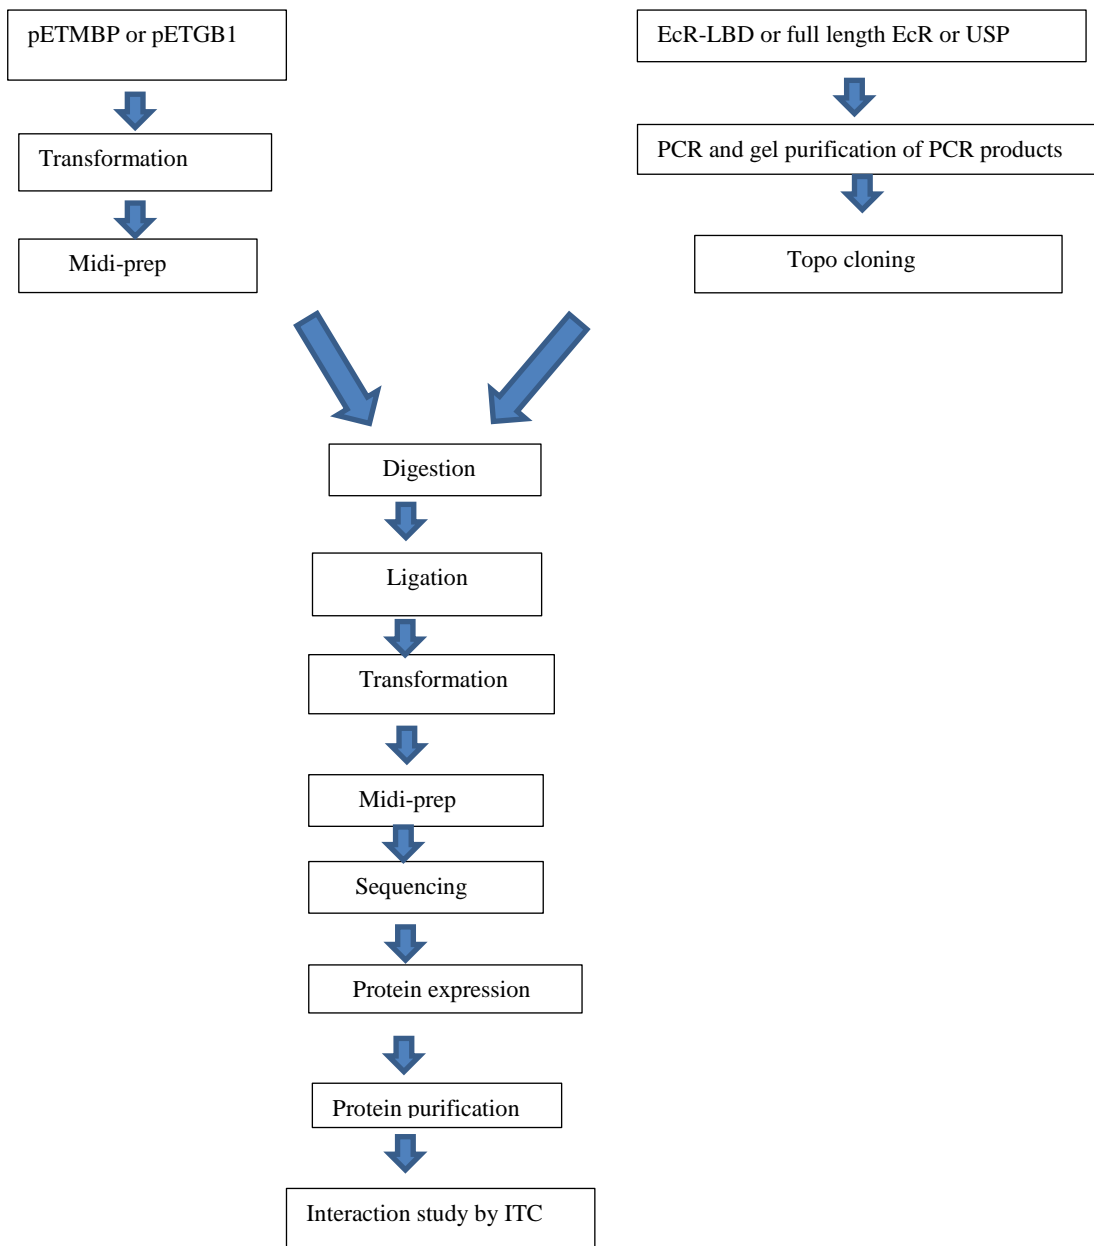 pETMBP or pETGB1
Transformation
Midi-prep
EcR-LBD or full length EcR or USP
PCR and gel purification of PCR products
Topo cloning
Digestion
Ligation
Transformation
Midi-prep
Sequencing
Protein expression
Protein purification
Interaction study by ITC